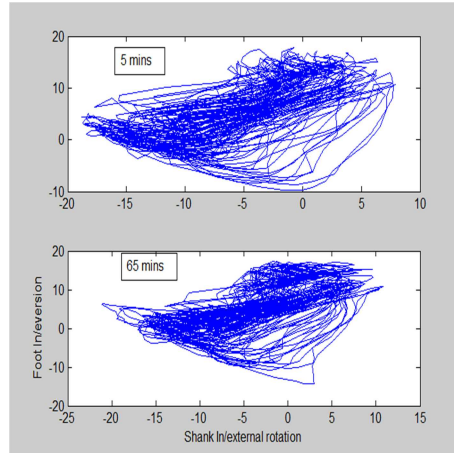 20
5 mins
10
0
-10
-20 -15 -10 -5 0 5 10
20
65 mins
10
0
-10
-20
-25 -20 -15 -10 -5 0 5 10 15
Foot In/eversion
Shank In/external rotation